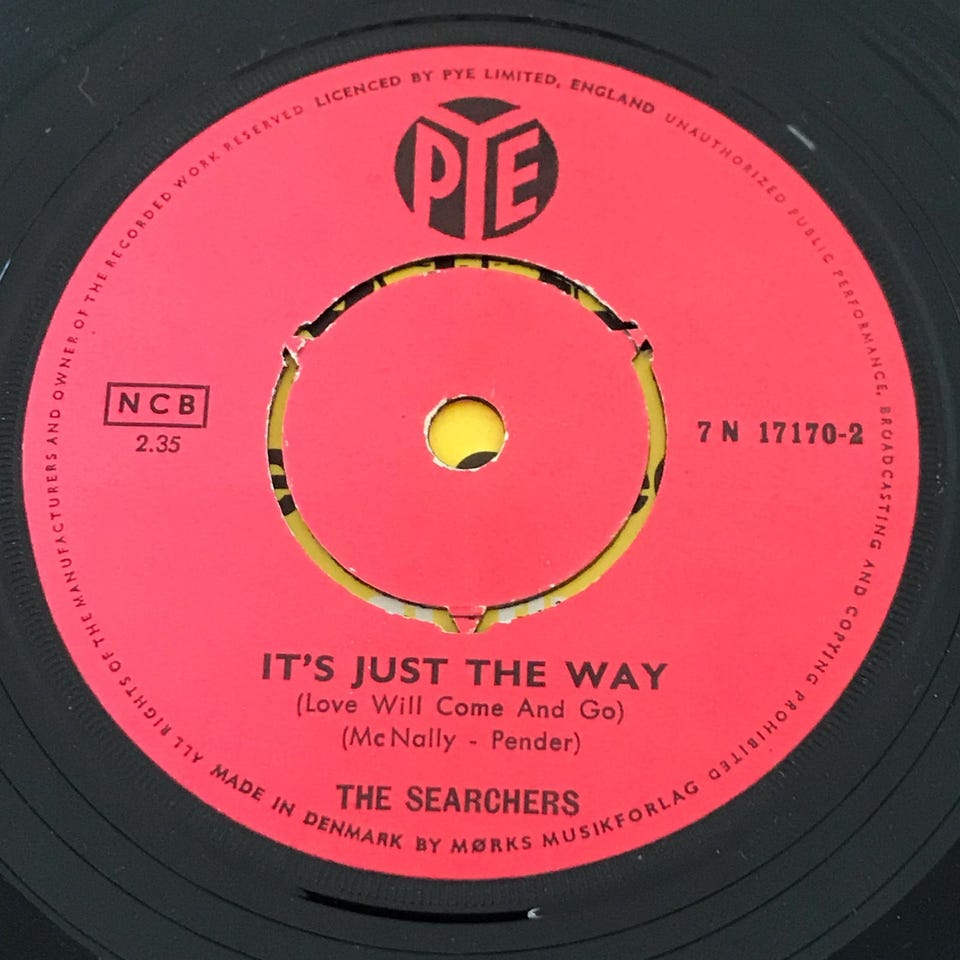 ALL RIGHTS OF THE MANUFACTURERS AND OWNER OF THE RECORDED WORK RESERVED LICENCED BY PYE LIMITED, ENGLAND UNAUTHORIZED PUBLIC PERFORMANCE, BROADCASTING AND COPYING PROHIBITED
PYE
NCB
2.35
7 N 17170-2
IT'S JUST THE WAY
(Love Will Come And Go)
(McNally - Pender)
THE SEARCHERS
MADE IN DENMARK BY MØRKS MUSIKFORLAG